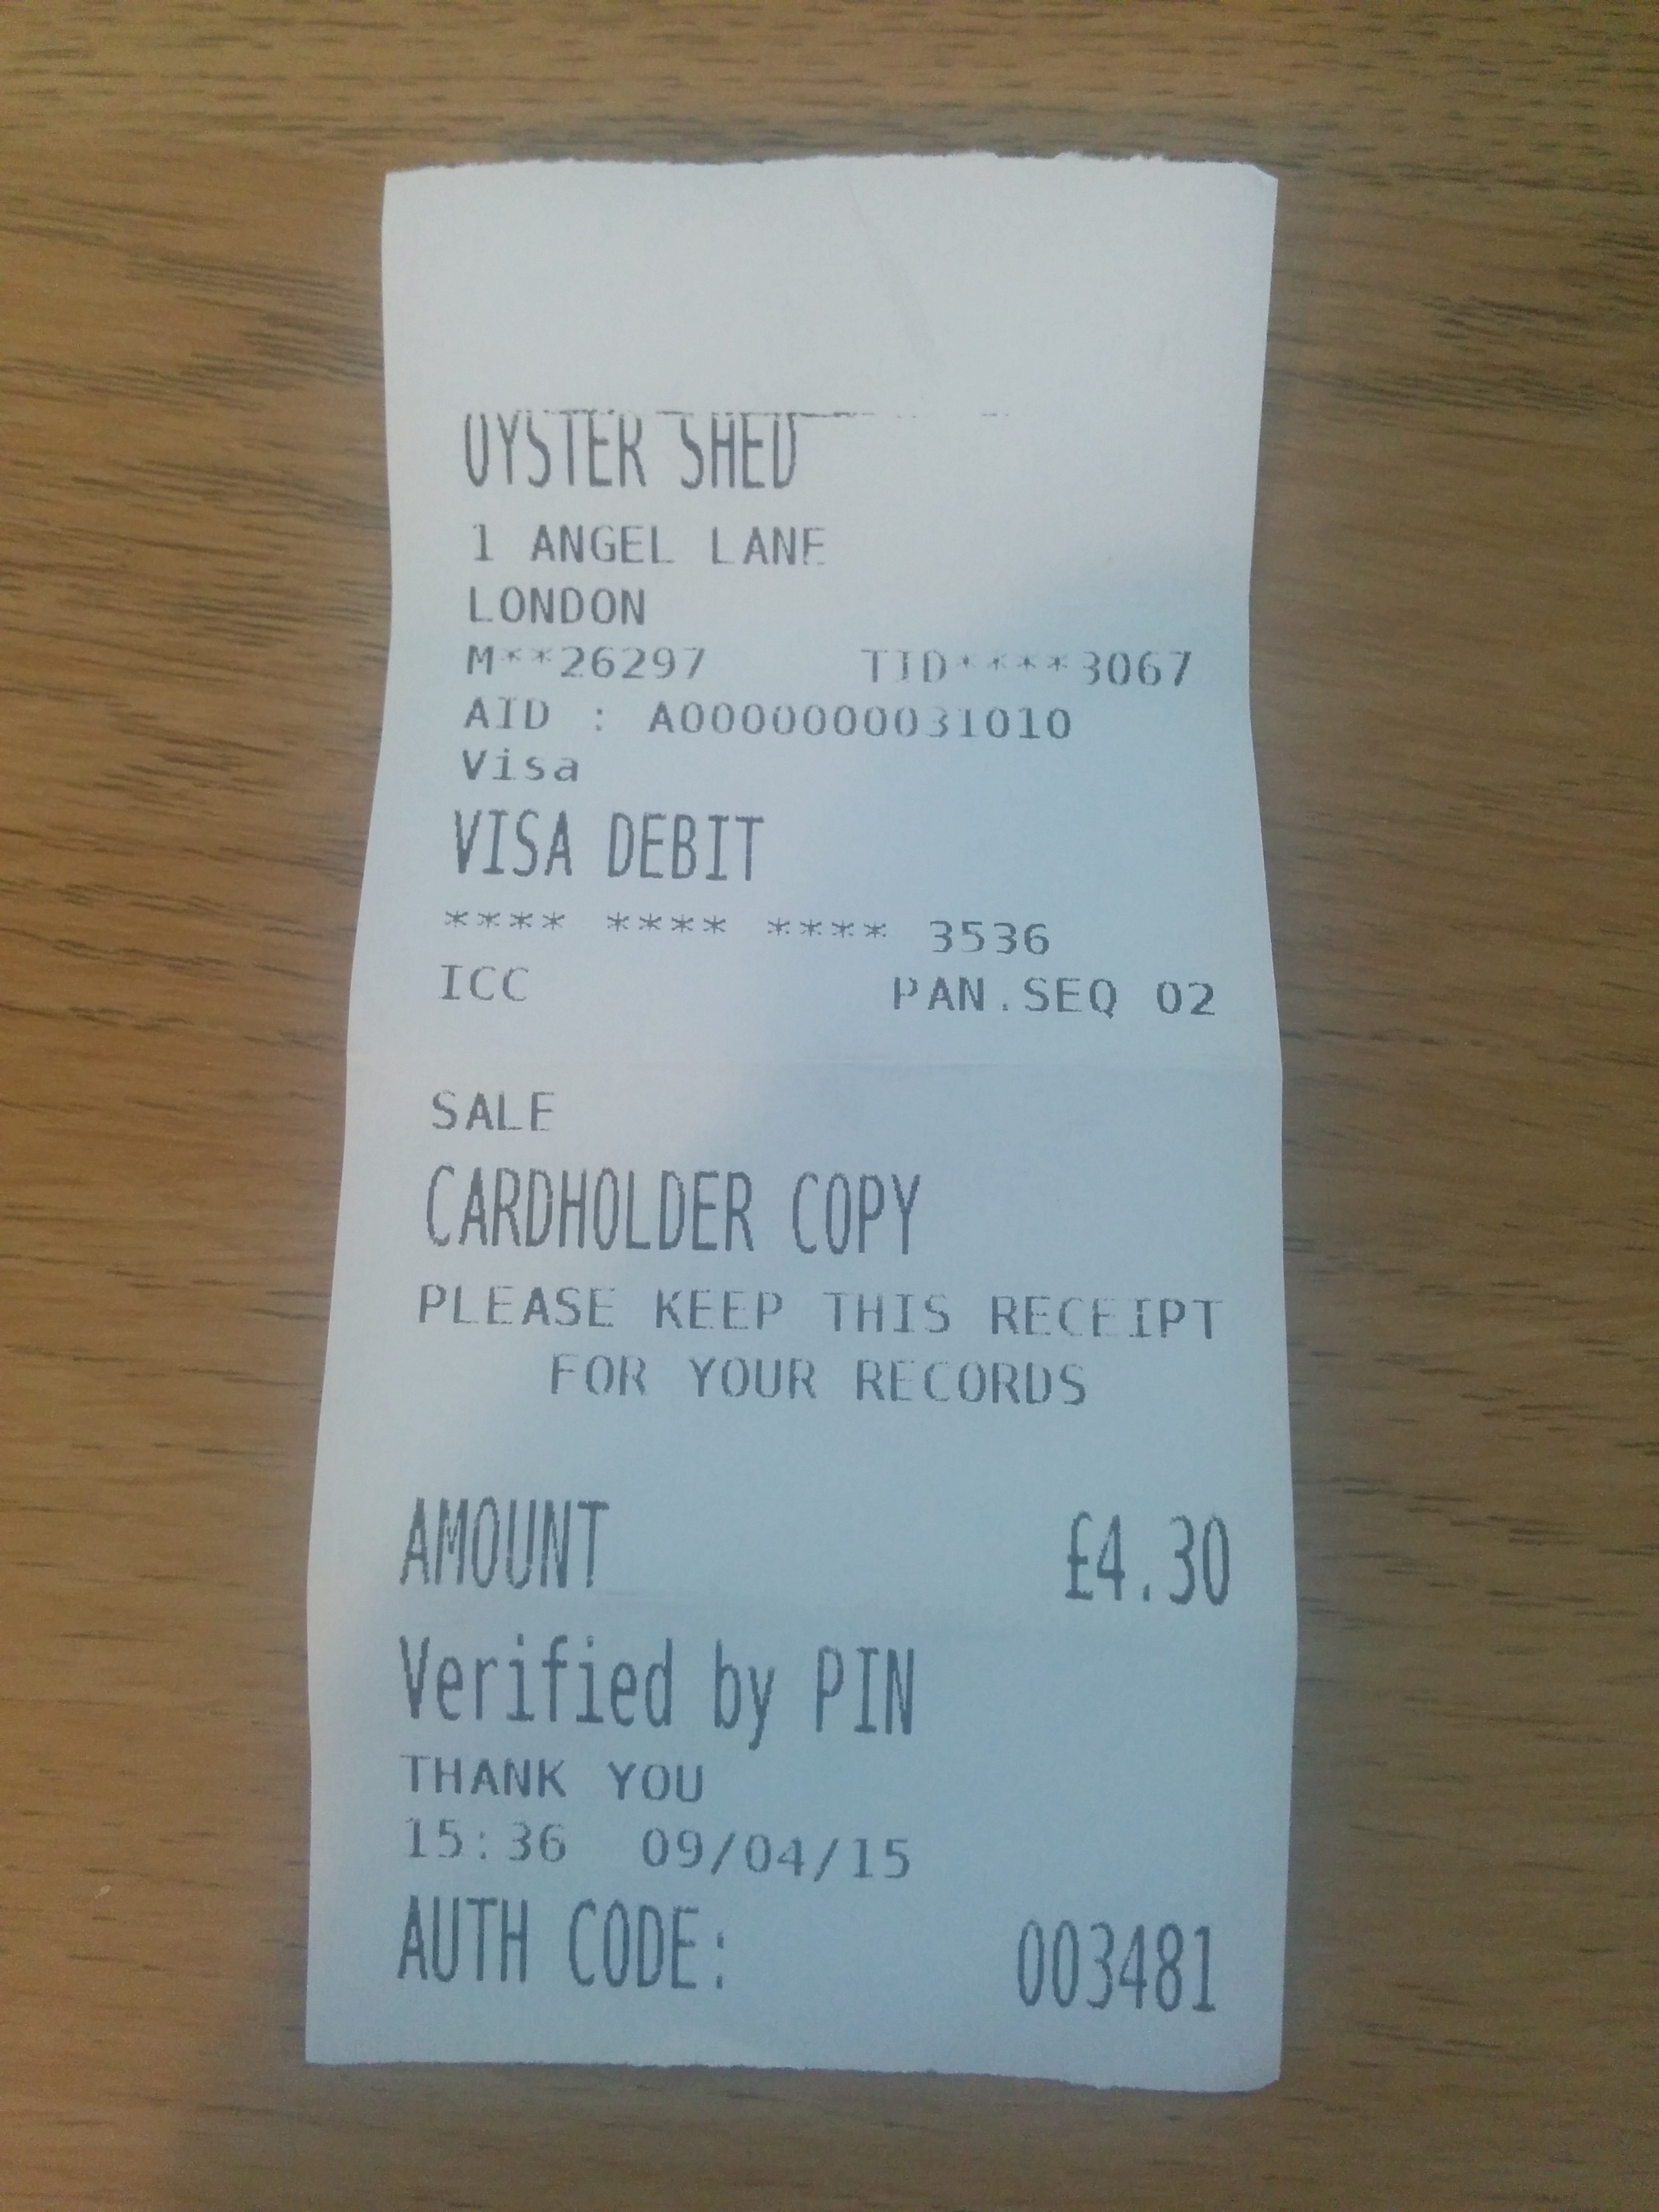 OYSTER SHED
1 ANGEL LANE
LONDON
M**26297 TID****3067
AID : A0000000031010
Visa
VISA DEBIT
**** **** **** 3536
ICC PAN.SEQ 02
SALE
CARDHOLDER COPY
PLEASE KEEP THIS RECEIPT
FOR YOUR RECORDS
AMOUNT £4.30
Verified by PIN
THANK YOU
15:36 09/04/15
AUTH CODE: 003481